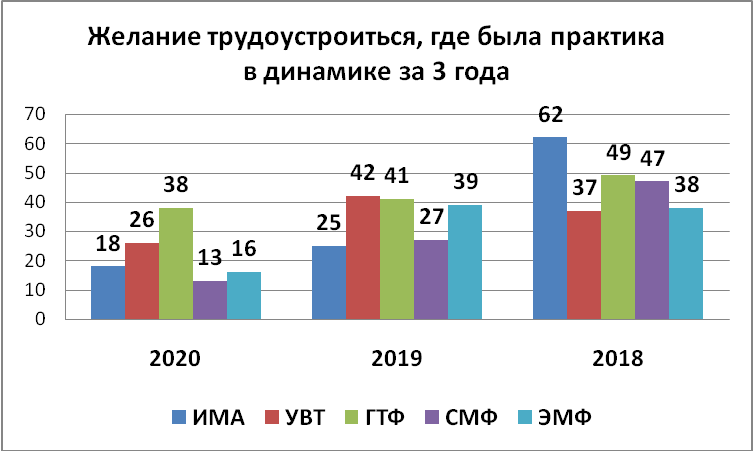 Желание трудоустроиться, где была практика
в динамике за 3 года
70
60
50
40
30
20
10
0
18 26 38 13 16
25 42 41 27 39
62 37 49 47 38
2020 2019 2018
ИМА УВТ ГТФ СМФ ЭМФ